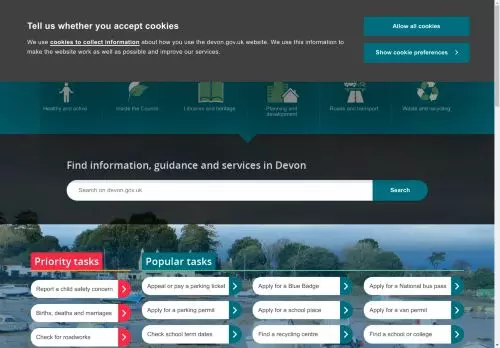 Tell us whether you accept cookies
We use cookies to collect information about how you use the devon.gov.uk website. We use this information to
make the website work as well as possible and improve our services.
Allow all cookies
Show cookie preferences
Healthy and active
Inside the Council
Libraries and heritage
Planning and
development
Roads and transport
Waste and recycling
Find information, guidance and services in Devon
Search on devon.gov.uk
Search
Priority tasks
Report a child safety concern
Births, deaths and marriages
Check for roadworks
Popular tasks
Appeal or pay a parking ticket
Apply for a Blue Badge
Apply for a National bus pass
Apply for a parking permit
Apply for a school place
Apply for a van permit
Check school term dates
Find a recycling centre
Find a school or college